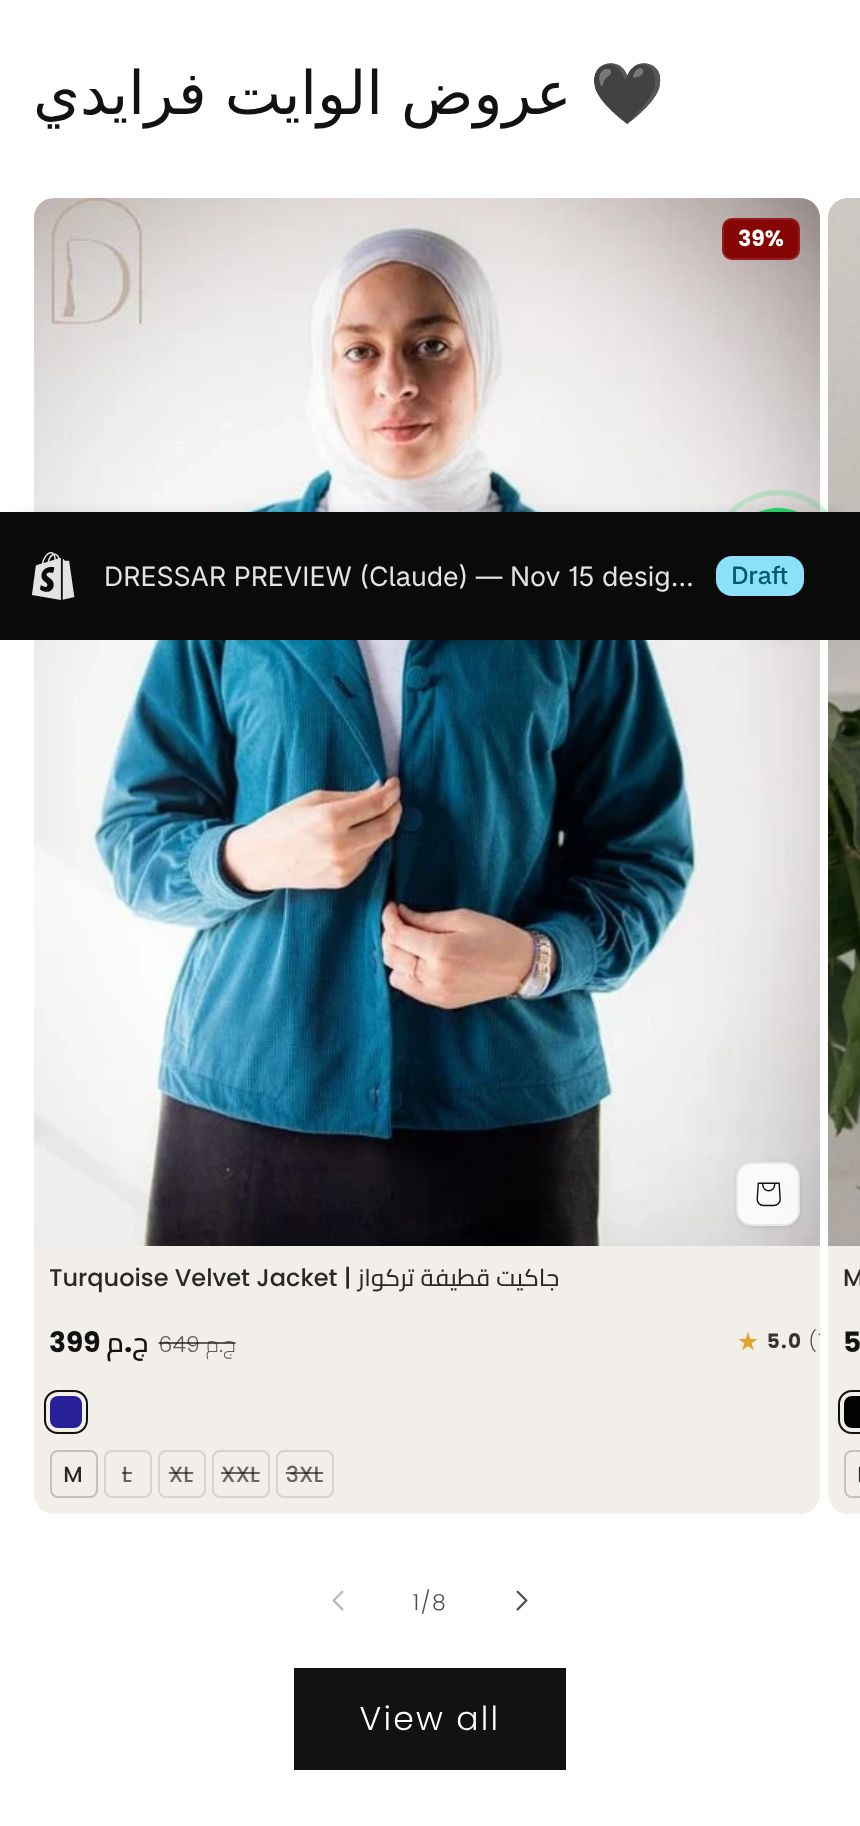 عروض الوايت فرايدي 🖤
D
39%
DRESSAR PREVIEW (Claude) — Nov 15 desig...
Draft
Turquoise Velvet Jacket | جاكيت قطيفة تركواز
399 ج.م 649 ج.م
★ 5.0
M L XL XXL 3XL
1/8
View all